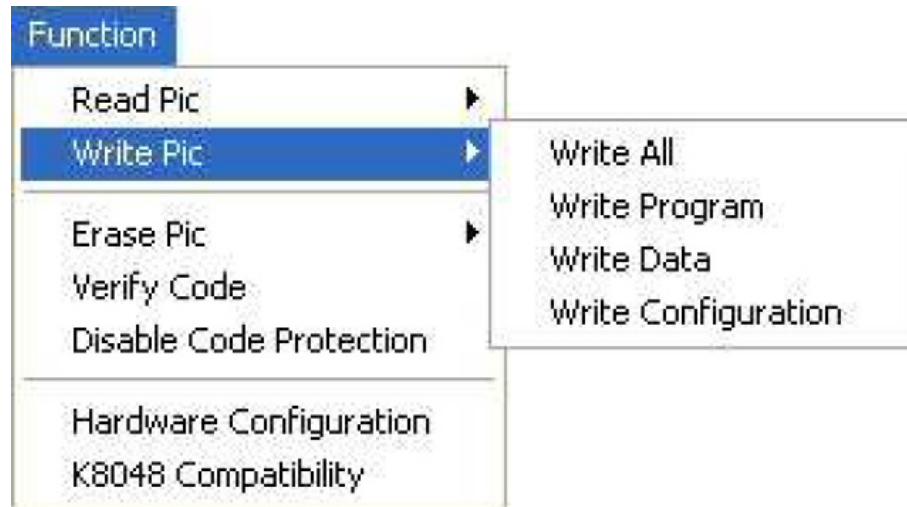 Function
Read Pic
Write Pic
Erase Pic
Verify Code
Disable Code Protection
Hardware Configuration
K8048 Compatibility
Write All
Write Program
Write Data
Write Configuration